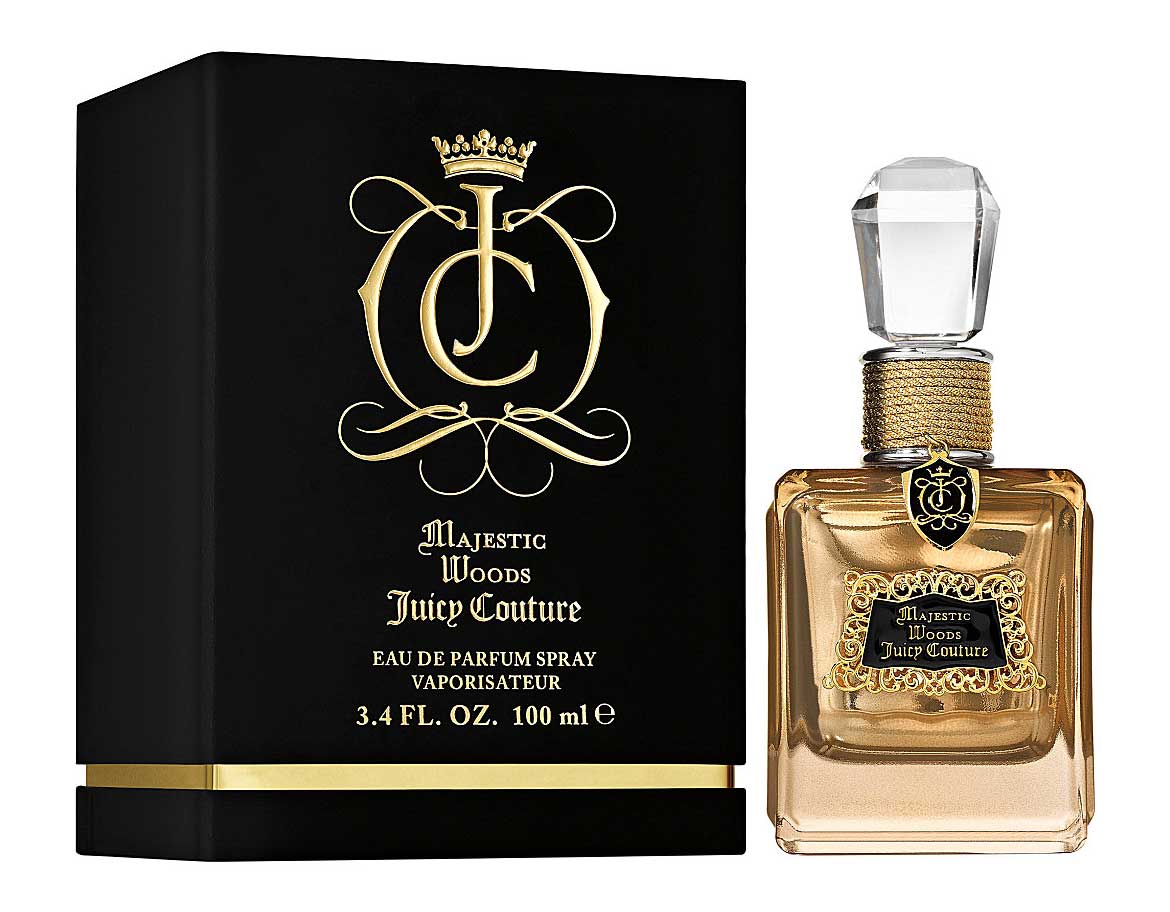 JC
MAJESTIC
WOODS
Juicy Couture
EAU DE PARFUM SPRAY
VAPORISATEUR
3.4 FL. OZ. 100 ml ℮
JC
MAJESTIC
WOODS
Juicy Couture